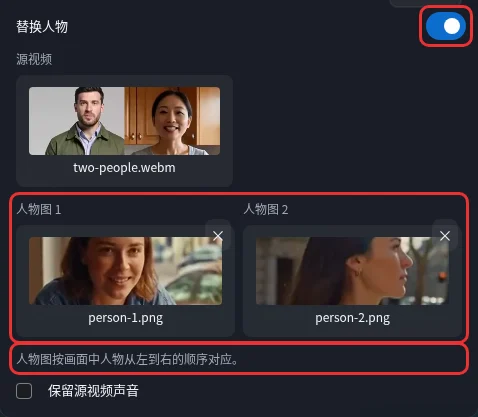 替换人物
源视频
two-people.webm
人物图 1
人物图 2
person-1.png
person-2.png
人物图按画面中人物从左到右的顺序对应。
保留源视频声音